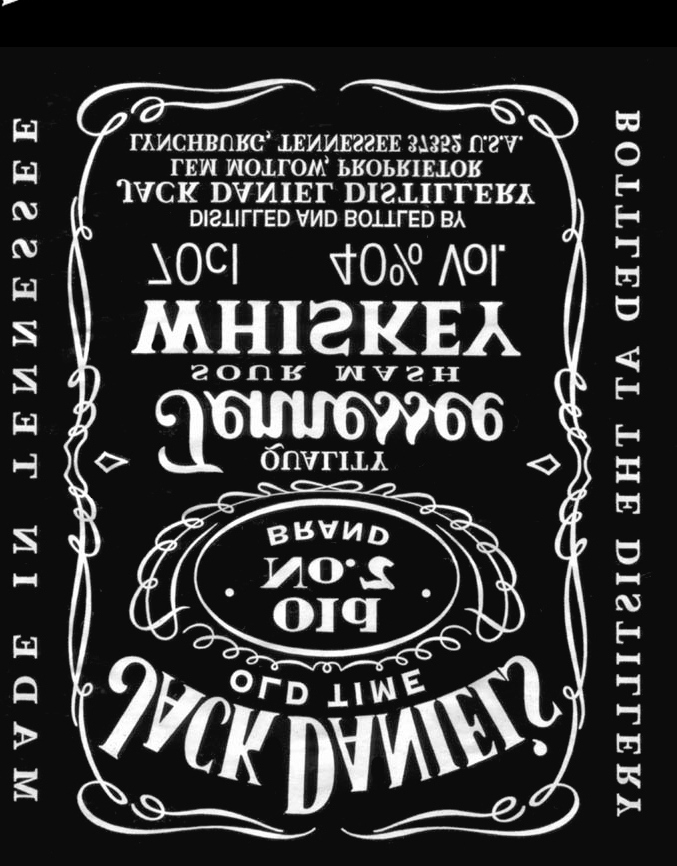 JACK DANIEL'S
OLD TIME
Old
No.7
BRAND
QUALITY
Tennessee
SOUR MASH
WHISKEY
70cl 40% Vol.
DISTILLED AND BOTTLED BY
JACK DANIEL DISTILLERY
LEM MOTLOW, PROPRIETOR
LYNCHBURG, TENNESSEE 37352 U.S.A.
MADE IN TENNESSEE
BOTTLED AT THE DISTILLERY